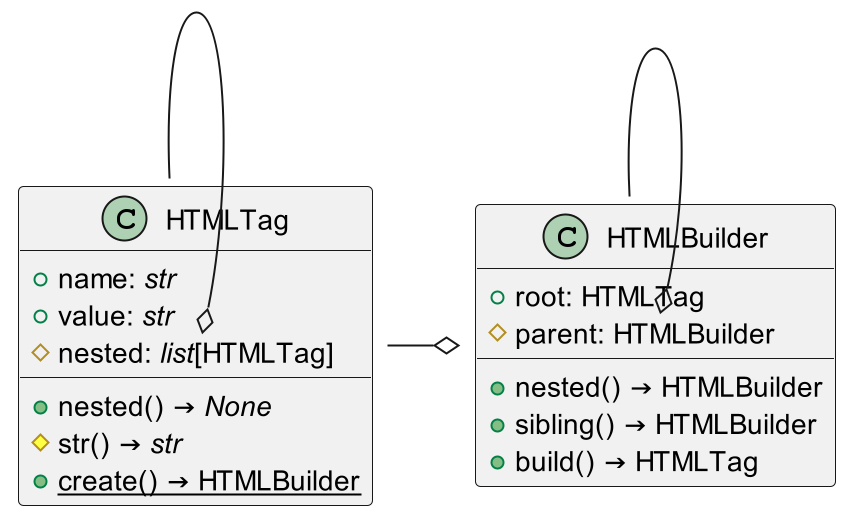 C HTMLTag
name: str
value: str
nested: list[HTMLTag]
nested() → None
str() → str
create() → HTMLBuilder
C HTMLBuilder
root: HTMLTag
parent: HTMLBuilder
nested() → HTMLBuilder
sibling() → HTMLBuilder
build() → HTMLTag